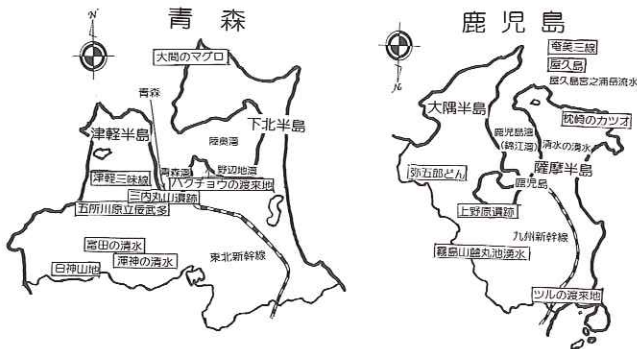 青森
N
大間のマグロ
青森
下北半島
津軽半島
陸奥湾
青森湾
野辺地湾
津軽三味線
ハクチョウの渡来地
三内丸山遺跡
五所川原立佞武多
富田の清水
渾神の清水
白神山地
東北新幹線
鹿児島
N
奄美三線
屋久島
屋久島宮之浦岳流水
大隅半島
枕崎のカツオ
鹿児島湾
(錦江湾)
清水の湧水
薩摩半島
弥五郎どん
鹿児島
上野原遺跡
九州新幹線
霧島山麓丸池湧水
ツルの渡来地